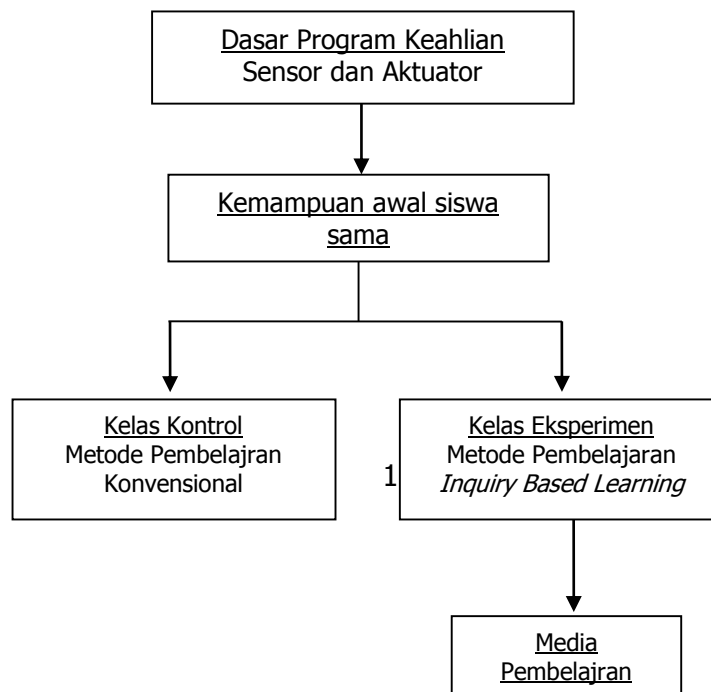 Dasar Program Keahlian
Sensor dan Aktuator
Kemampuan awal siswa
sama
Kelas Kontrol
Metode Pembelajran
Konvensional
1
Kelas Eksperimen
Metode Pembelajaran
Inquiry Based Learning
Media
Pembelajran